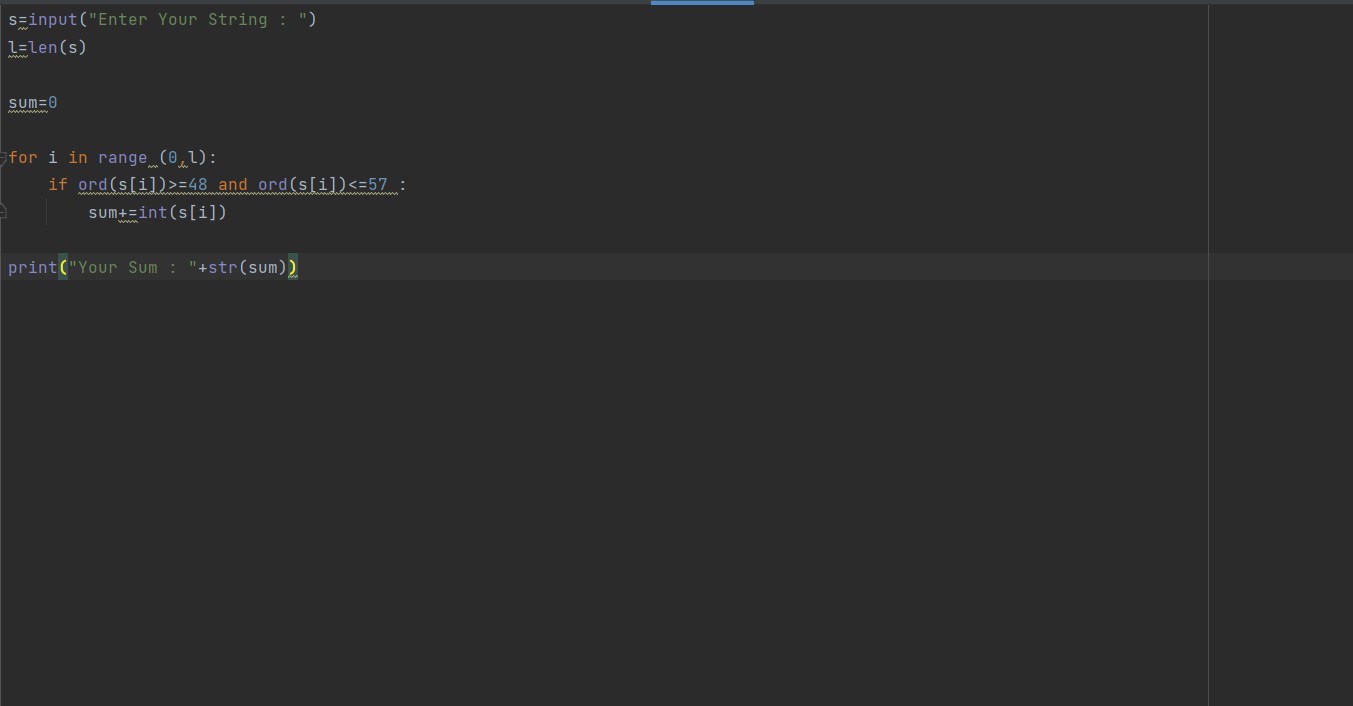 s=input("Enter Your String : ")
l=len(s)
sum=0
for i in range (0,l):
    if ord(s[i])>=48 and ord(s[i])<=57 :
        sum+=int(s[i])
print("Your Sum : "+str(sum))